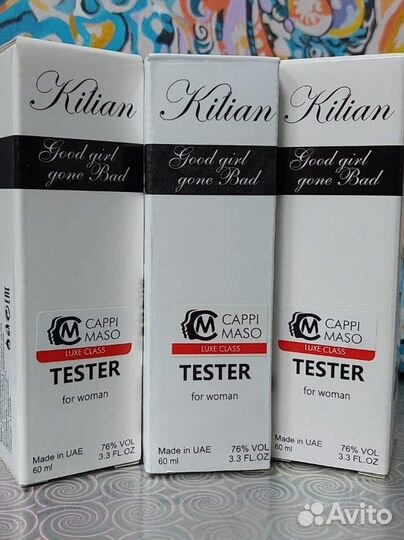 Kilian
Good girl
gone Bad
CAPPI
MASO
LUXE CLASS
TESTER
for woman
Made in UAE 76% VOL
60 ml 3.3 FL.OZ
Kilian
Good girl
gone Bad
CAPPI
MASO
LUXE CLASS
TESTER
for woman
Made in UAE 76% VOL
60 ml 3.3 FL.OZ
Kilian
Good girl
gone Bad
CAPPI
MASO
LUXE CLASS
TESTER
for woman
Made in UAE 76% VOL
60 ml 3.3 FL.OZ
Avito